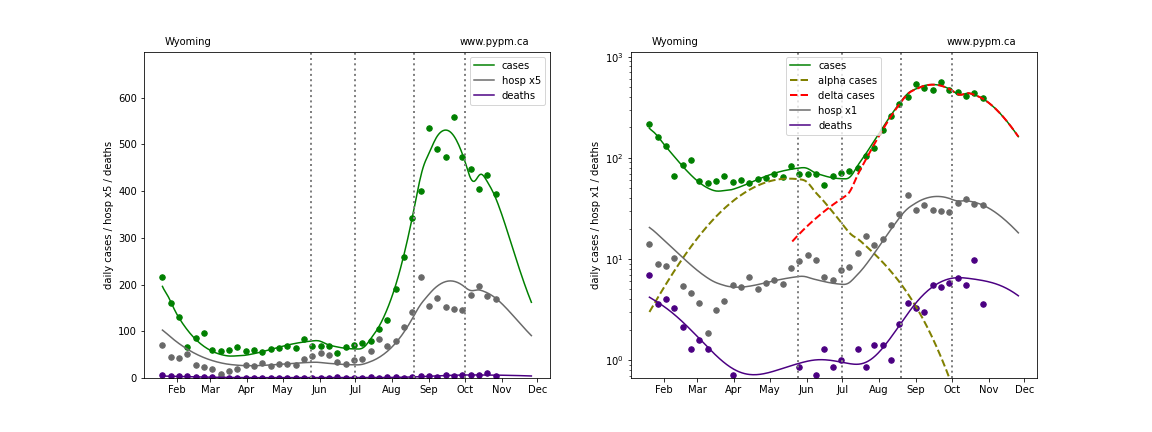 Wyoming www.pypm.ca
cases
hosp x5
deaths
daily cases / hosp x5 / deaths
600
500
400
300
200
100
0
Feb Mar Apr May Jun Jul Aug Sep Oct Nov Dec
Wyoming www.pypm.ca
cases
alpha cases
delta cases
hosp x1
deaths
daily cases / hosp x1 / deaths
10³
10²
10¹
10⁰
Feb Mar Apr May Jun Jul Aug Sep Oct Nov Dec